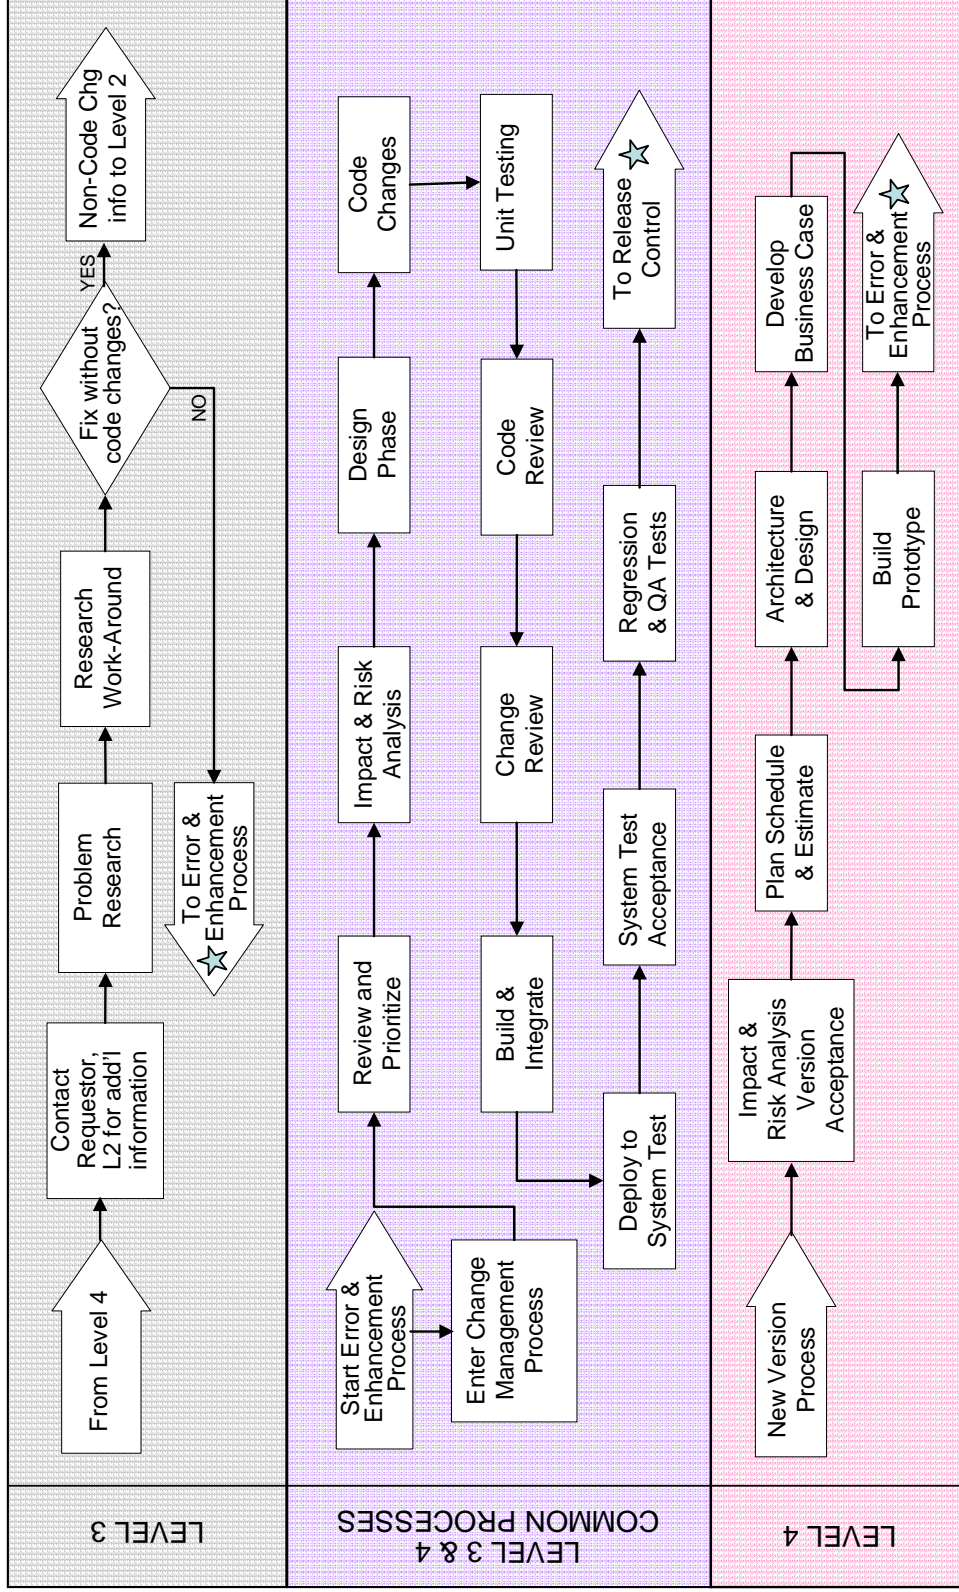 LEVEL 3
From Level 4
Contact
Requestor,
L2 for add'l
information
Problem
Research
Research
Work-Around
Fix without
code changes?
YES
Non-Code Chg
info to Level 2
NO
To Error &
Enhancement
Process
LEVEL 3 & 4
COMMON PROCESSES
Start Error &
Enhancement
Process
Enter Change
Management
Process
Review and
Prioritize
Impact & Risk
Analysis
Design
Phase
Code
Changes
Unit Testing
Code
Review
Change
Review
Build &
Integrate
Deploy to
System Test
System Test
Acceptance
Regression
& QA Tests
To Release
Control
LEVEL 4
New Version
Process
Impact &
Risk Analysis
Version
Acceptance
Plan Schedule
& Estimate
Architecture
& Design
Develop
Business Case
Build
Prototype
To Error &
Enhancement
Process